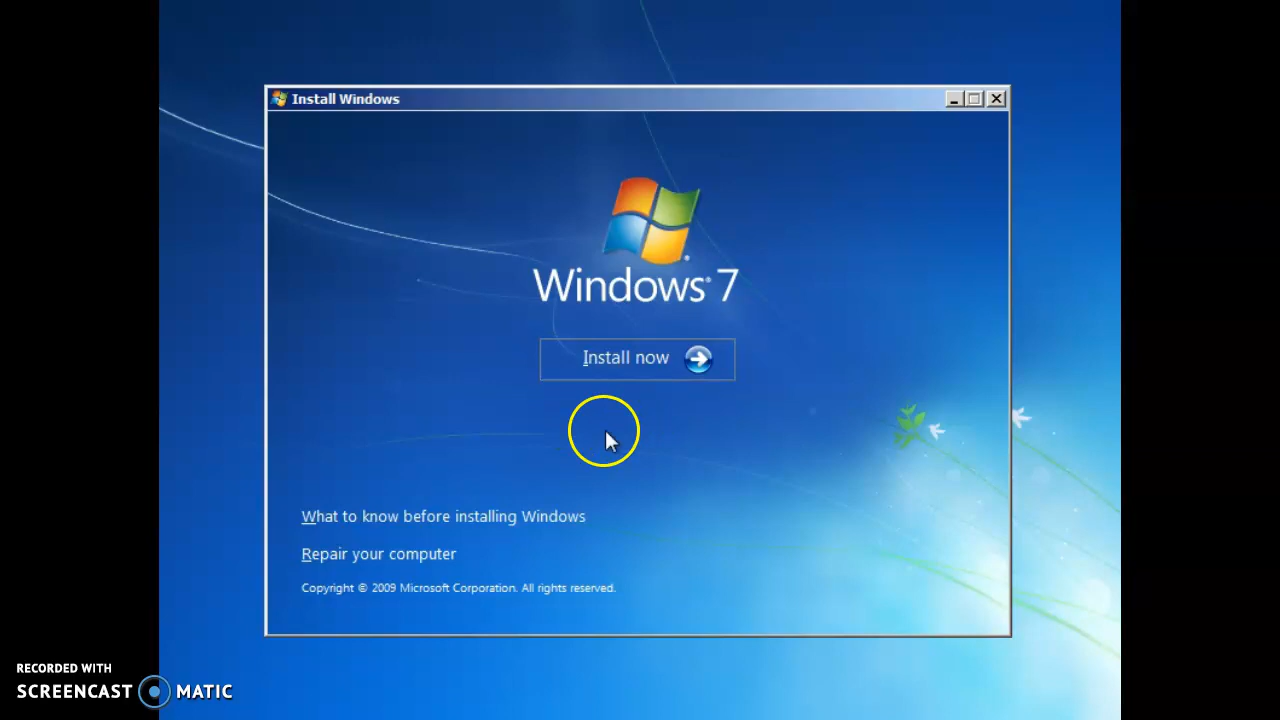 Install Windows
Windows® 7
Install now
What to know before installing Windows
Repair your computer
Copyright © 2009 Microsoft Corporation. All rights reserved.
RECORDED WITH
SCREENCAST MATIC